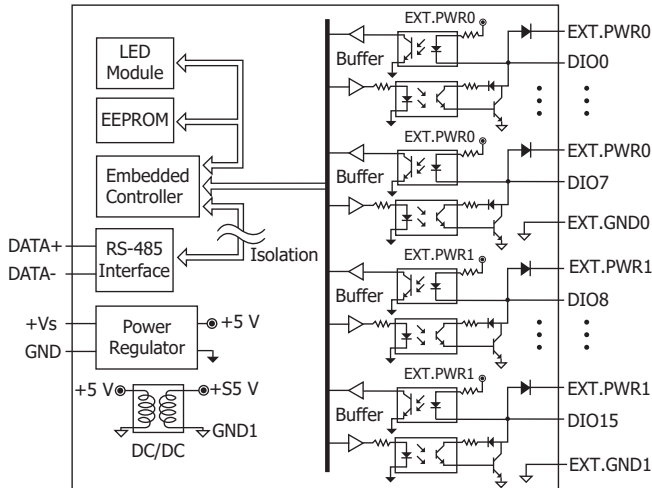 LED
Module
EEPROM
Embedded
Controller
DATA+
DATA-
RS-485
Interface
Isolation
+Vs
GND
Power
Regulator
+5 V
+5 V
+S5 V
GND1
DC/DC
EXT.PWR0
EXT.PWR0
Buffer
DIO0
EXT.PWR0
EXT.PWR0
Buffer
DIO7
EXT.GND0
EXT.PWR1
EXT.PWR1
Buffer
DIO8
EXT.PWR1
EXT.PWR1
Buffer
DIO15
EXT.GND1